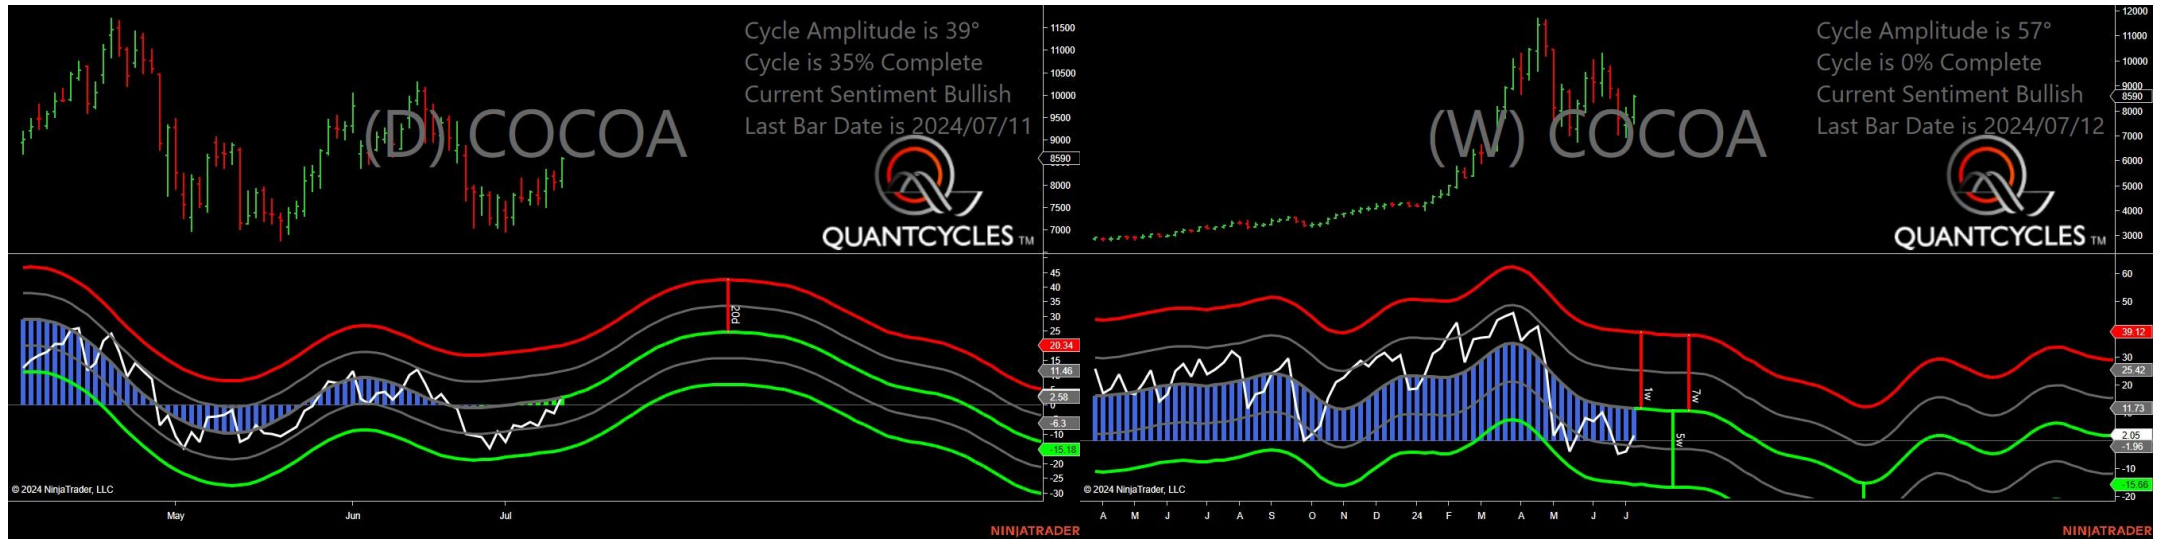 Cycle Amplitude is 39°
Cycle is 35% Complete
Current Sentiment Bullish
Last Bar Date is 2024/07/11
(D) COCOA
QUANTCYCLES TM
11500
11000
10500
10000
9500
9000
8590
8000
7500
7000
20d
45
40
35
30
25
20.34
15
11.46
5
2.58
0
-6.3
-10
-15.18
-20
-25
-30
© 2024 NinjaTrader, LLC
May Jun Jul
NINJATRADER
Cycle Amplitude is 57°
Cycle is 0% Complete
Current Sentiment Bullish
Last Bar Date is 2024/07/12
(W) COCOA
QUANTCYCLES TM
12000
11000
10000
9000
8590
8000
7000
6000
5000
4000
3000
1w
7w
5w
60
50
39.12
30
25.42
20
11.73
2.05
-1.96
-10
-15.66
-20
© 2024 NinjaTrader, LLC
A M J J A S O N D 24 F M A M J J
NINJATRADER